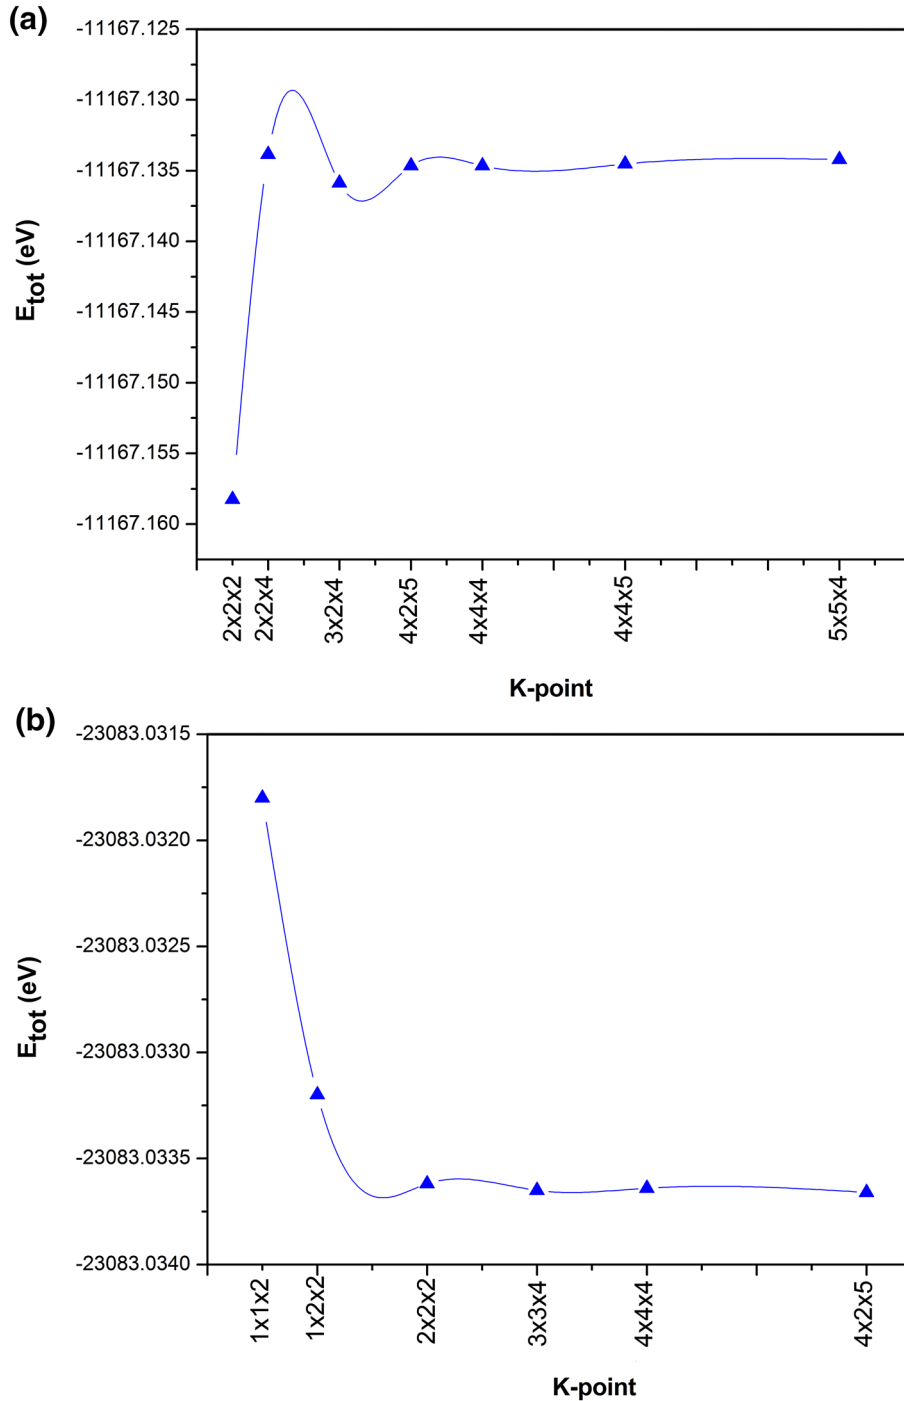 (a)
-11167.125
-11167.130
-11167.135
-11167.140
-11167.145
-11167.150
-11167.155
-11167.160
Etot (eV)
2x2x2
2x2x4
3x2x4
4x2x5
4x4x4
4x4x5
5x5x4
K-point
(b)
-23083.0315
-23083.0320
-23083.0325
-23083.0330
-23083.0335
-23083.0340
Etot (eV)
1x1x2
1x2x2
2x2x2
3x3x4
4x4x4
4x2x5
K-point